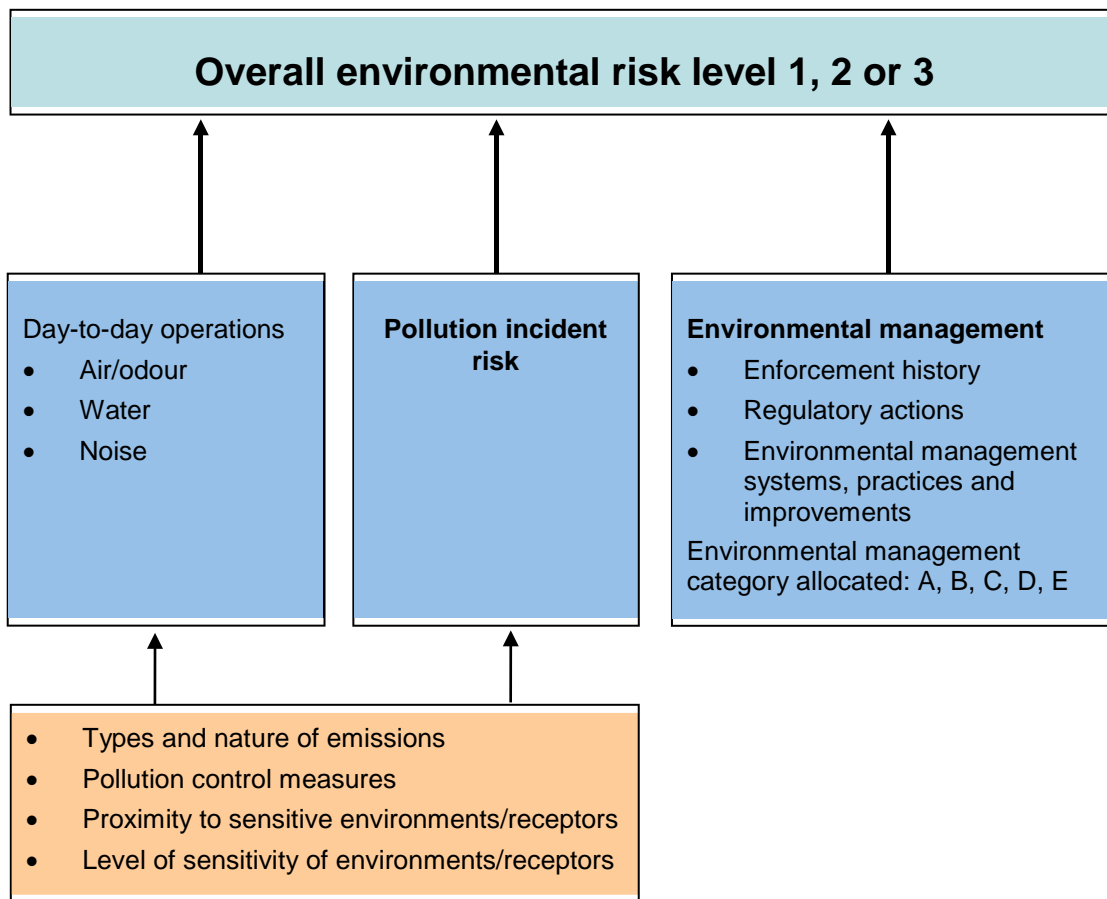 Overall environmental risk level 1, 2 or 3
Day-to-day operations
• Air/odour
• Water
• Noise
Pollution incident
risk
Environmental management
• Enforcement history
• Regulatory actions
• Environmental management
systems, practices and
improvements
Environmental management
category allocated: A, B, C, D, E
• Types and nature of emissions
• Pollution control measures
• Proximity to sensitive environments/receptors
• Level of sensitivity of environments/receptors